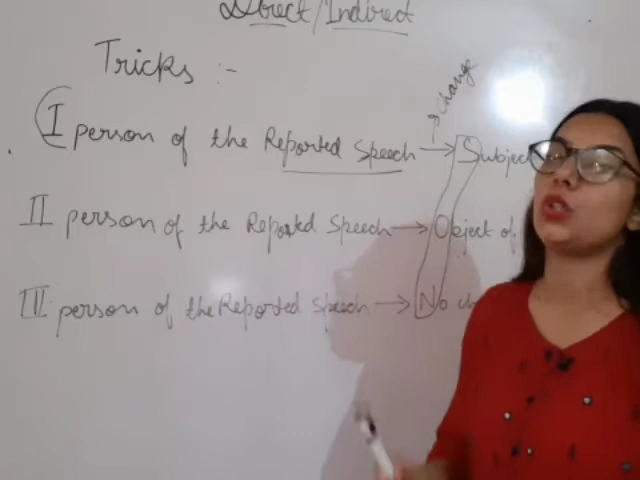 Direct/Indirect
Tricks :-
→ Change
I person of the Reported Speech → Subject
II person of the Reported Speech → Object of
III person of the Reported Speech → No